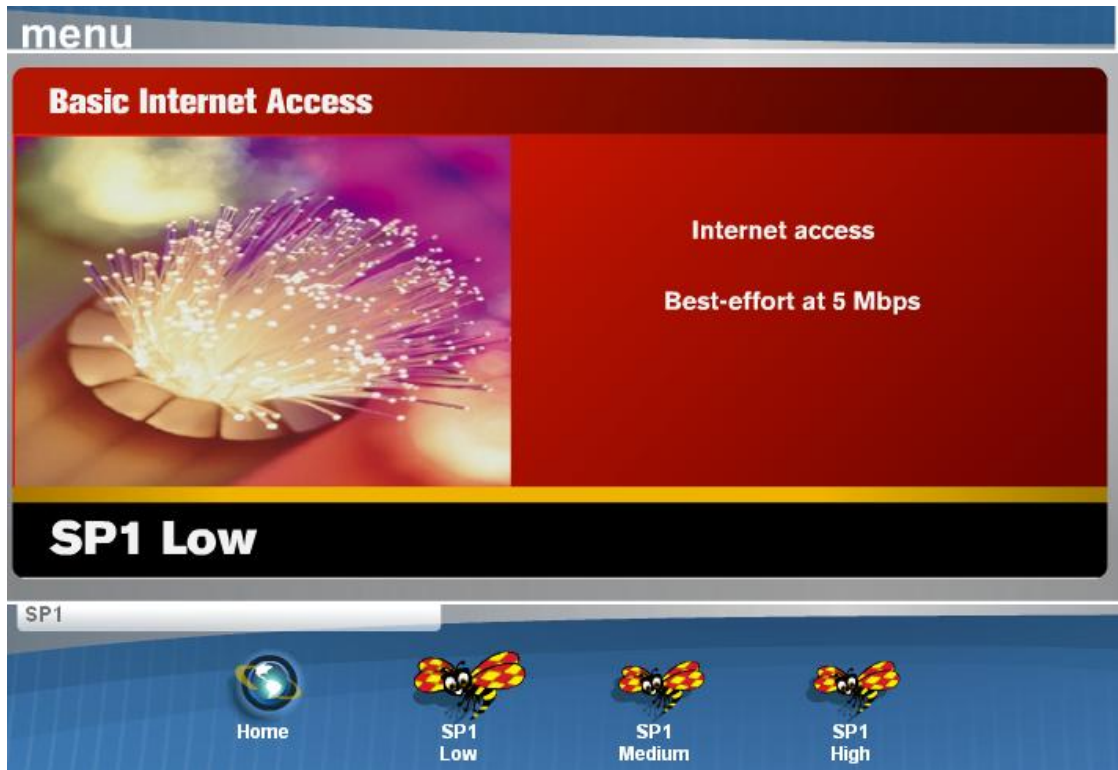 menu
Basic Internet Access
Internet access
Best-effort at 5 Mbps
SP1 Low
SP1
Home
SP1
Low
SP1
Medium
SP1
High